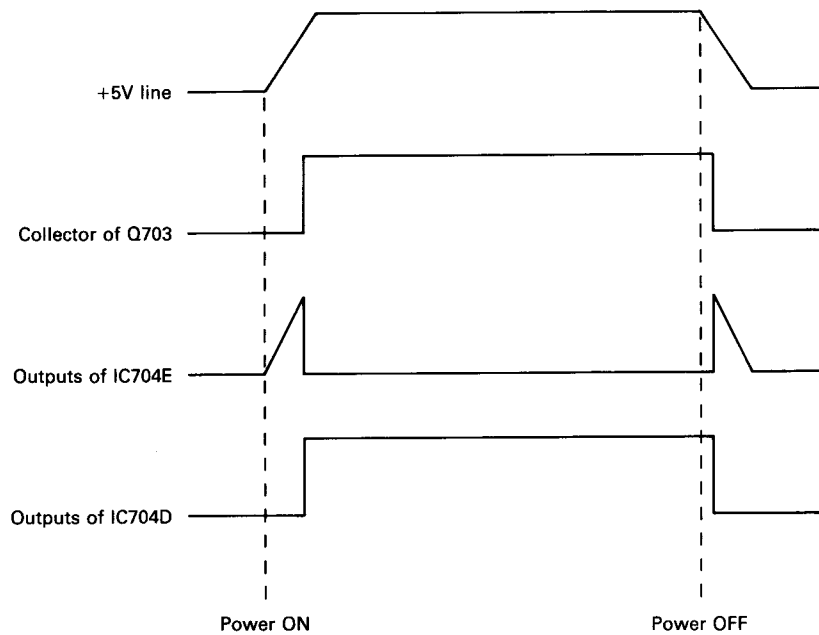 +5V line
Collector of Q703
Outputs of IC704E
Outputs of IC704D
Power ON
Power OFF